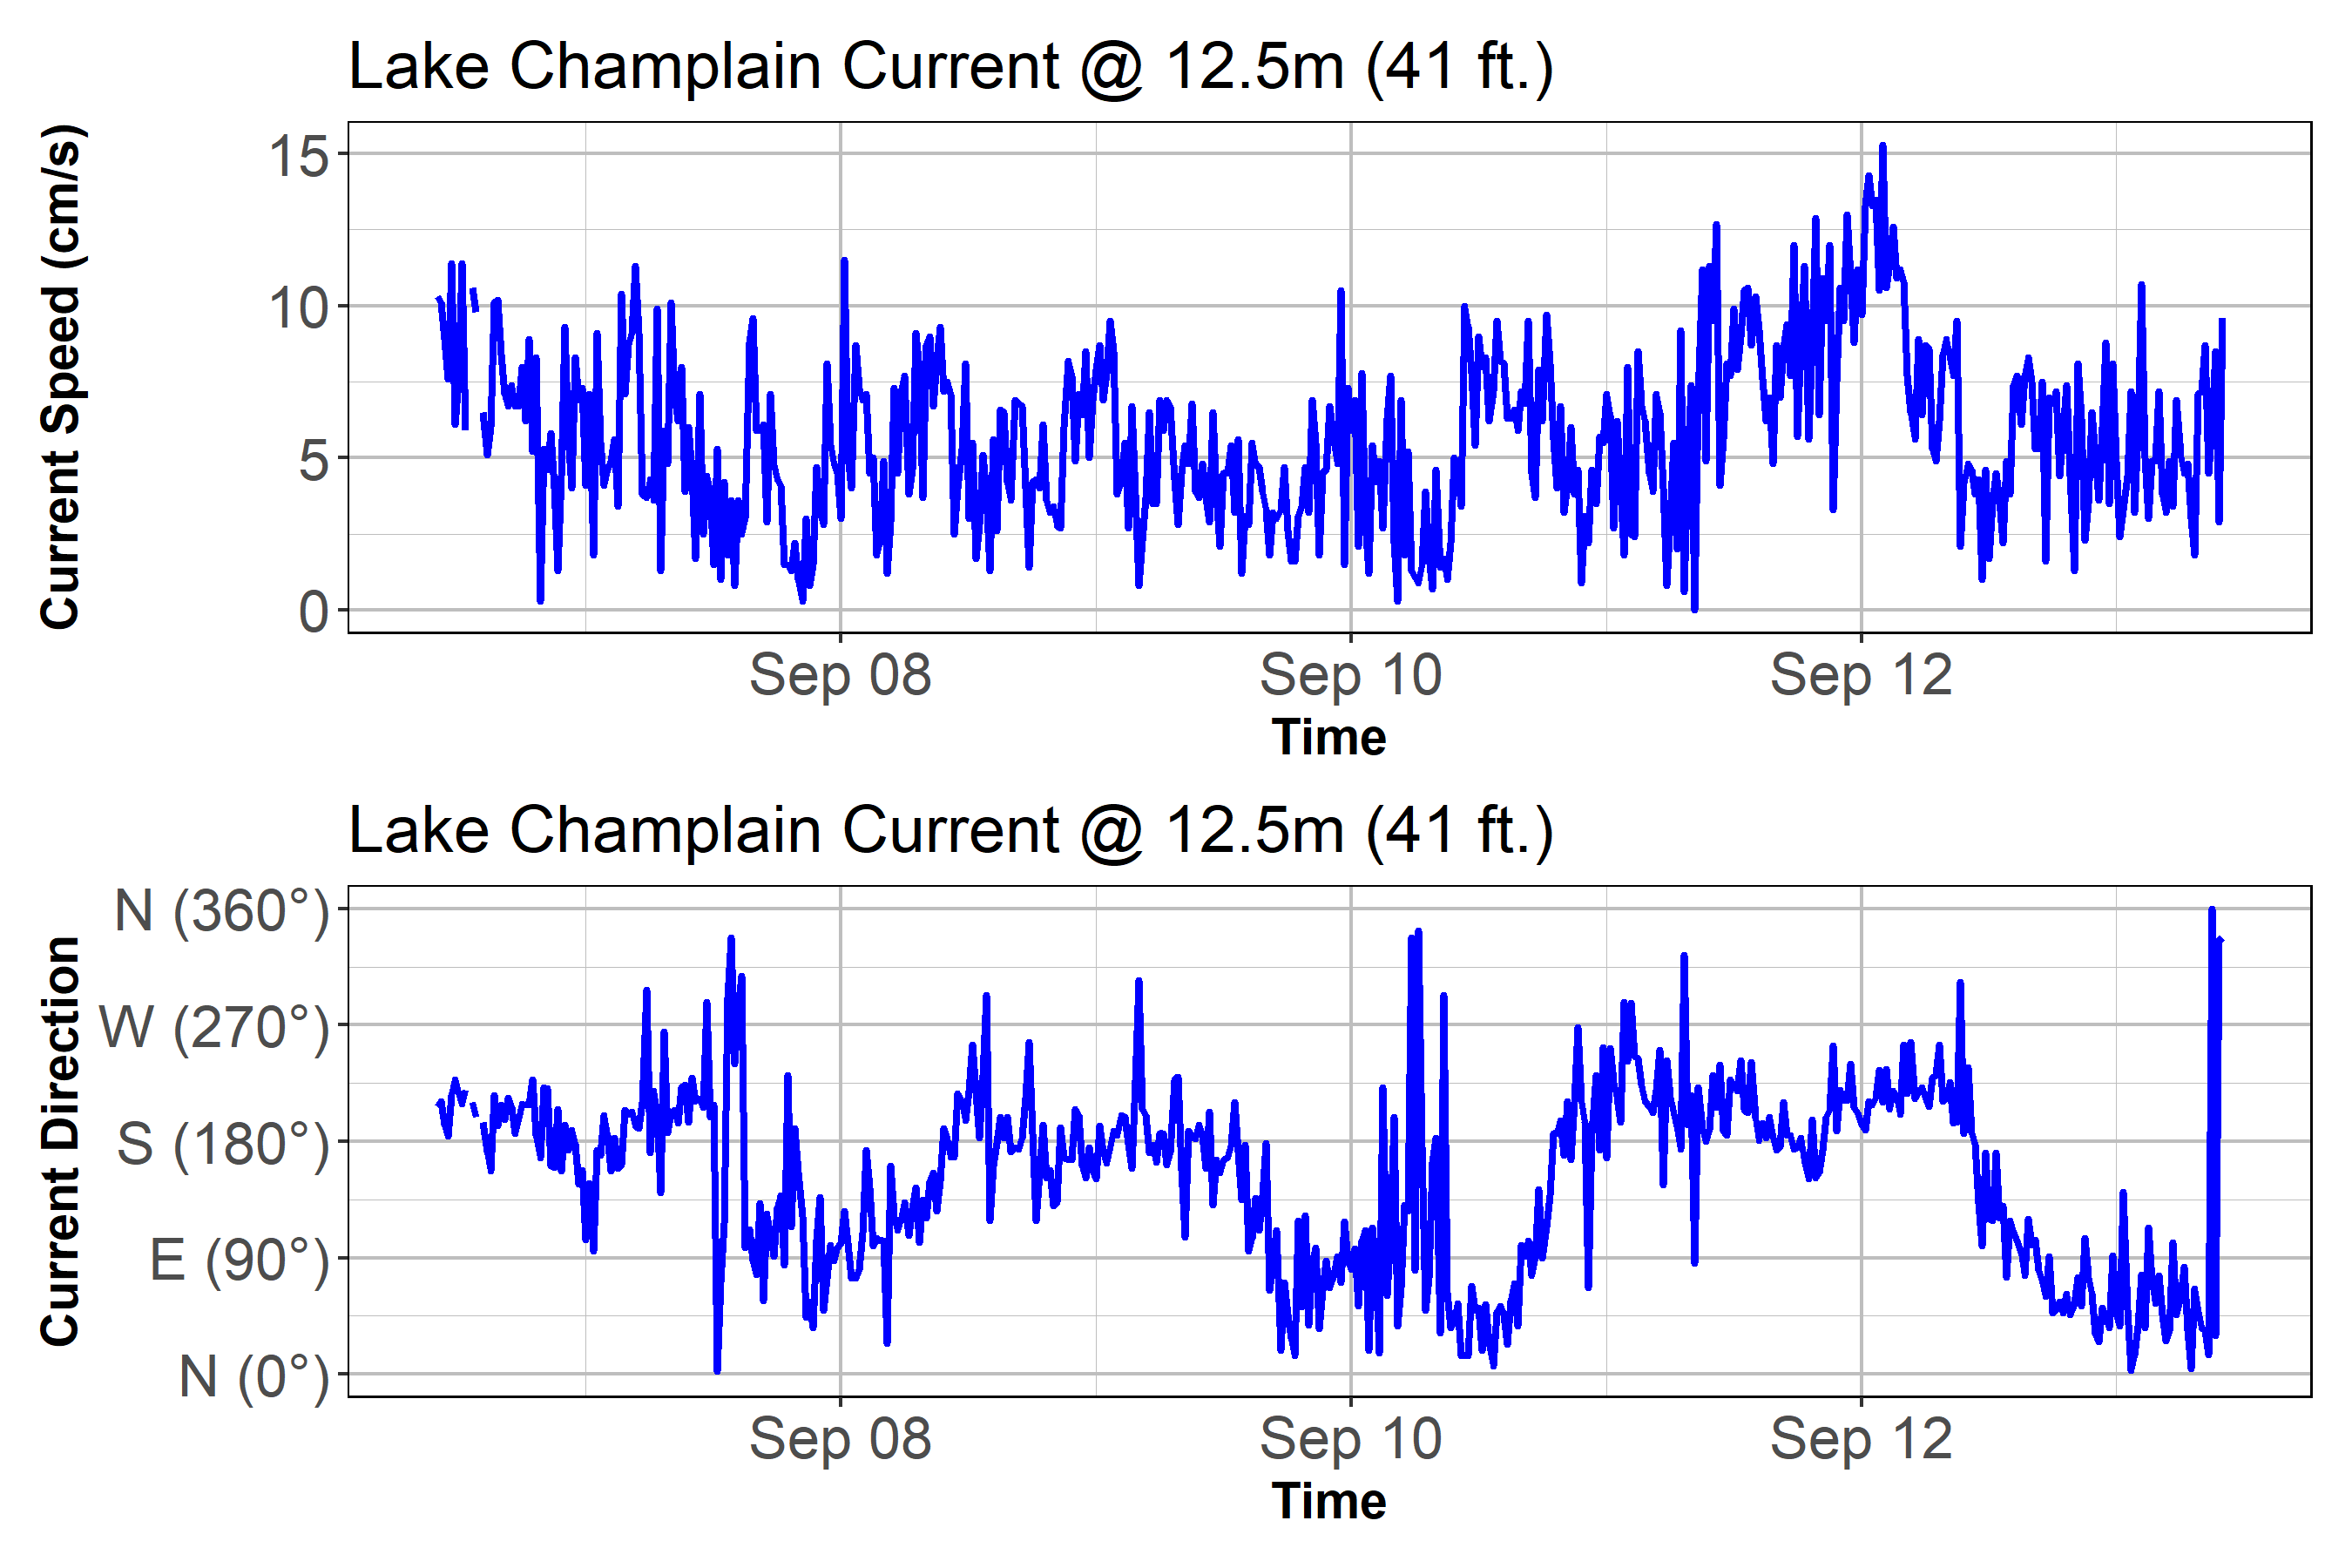 Lake Champlain Current @ 12.5m (41 ft.)
Current Speed (cm/s)
15
10
5
0
Sep 08 Sep 10 Sep 12
Time
Lake Champlain Current @ 12.5m (41 ft.)
Current Direction
N (360°)
W (270°)
S (180°)
E (90°)
N (0°)
Sep 08 Sep 10 Sep 12
Time